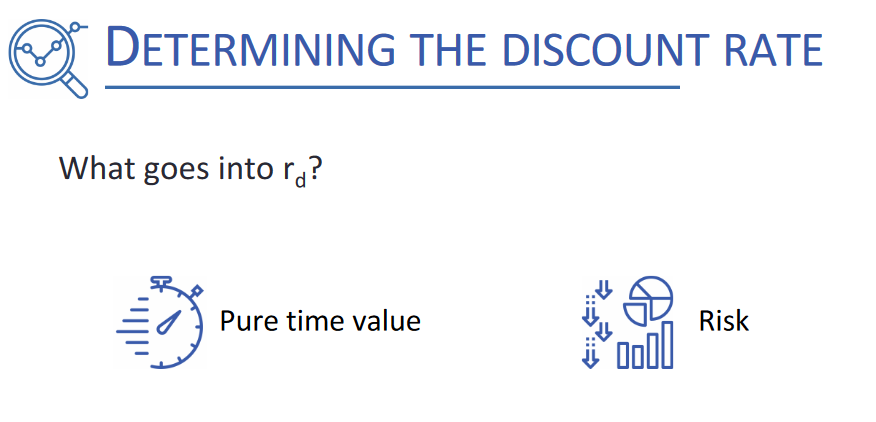 DETERMINING THE DISCOUNT RATE
What goes into rd?
Pure time value
Risk